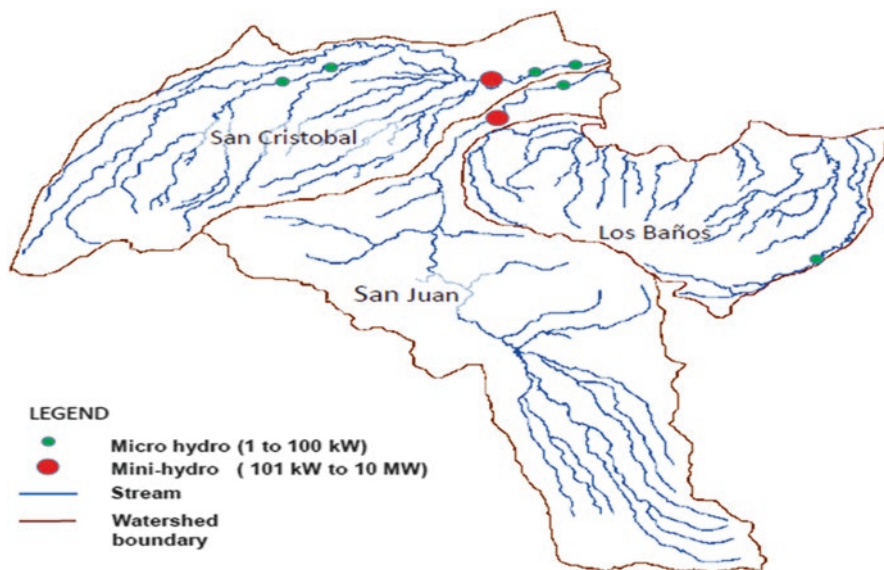 San Cristobal
Los Baños
San Juan
LEGEND
Micro hydro (1 to 100 kW)
Mini-hydro ( 101 kW to 10 MW)
Stream
Watershed
boundary